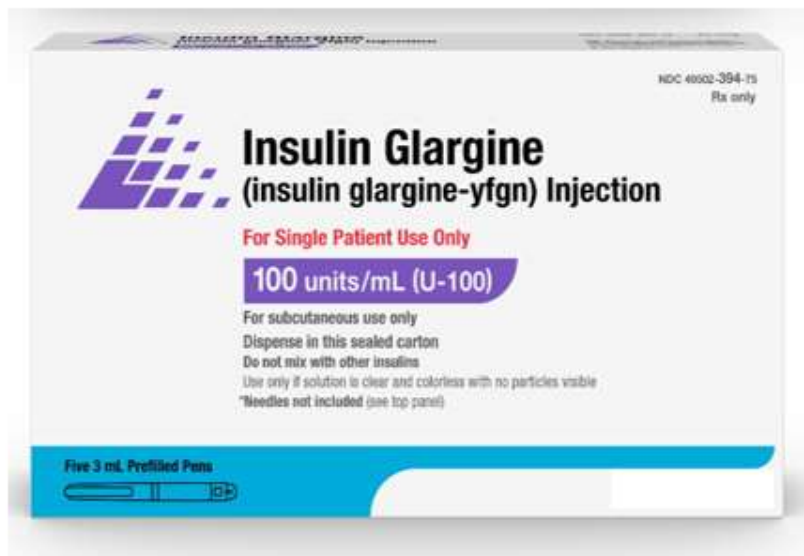 NDC 49502-394-75
Rx only
Insulin Glargine
(insulin glargine-yfgn) Injection
For Single Patient Use Only
100 units/mL (U-100)
For subcutaneous use only
Dispense in this sealed carton
Do not mix with other insulins
Use only if solution is clear and colorless with no particles visible
*Needles not included (see top panel)
Five 3 mL Prefilled Pens